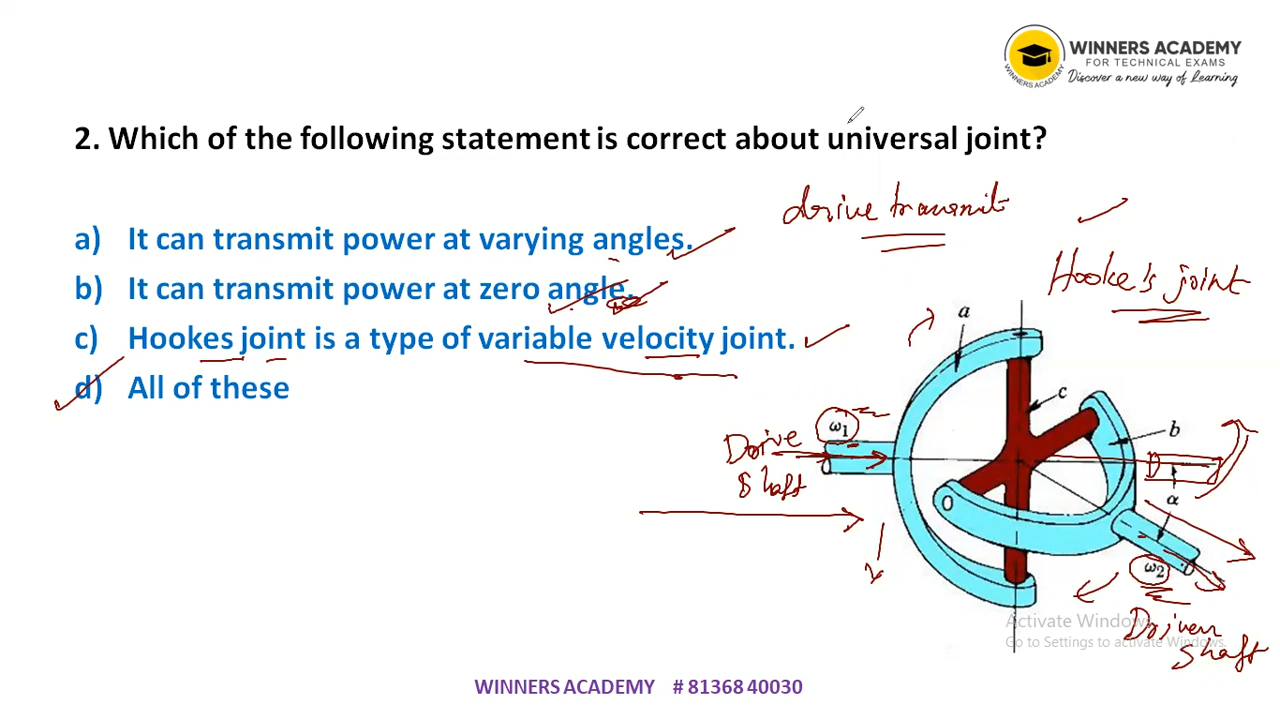 WINNERS ACADEMY
FOR TECHNICAL EXAMS
Discover a new way of Learning
WINNERS ACADEMY
2. Which of the following statement is correct about universal joint?
drive transmit
a) It can transmit power at varying angles.
b) It can transmit power at zero angle.
c) Hookes joint is a type of variable velocity joint.
d) All of these
Hooke's joint
a
c
b
ω1
Drive
Shaft
α
ω2
Driven
Shaft
Activate Windows
Go to Settings to activate Windows.
WINNERS ACADEMY # 81368 40030